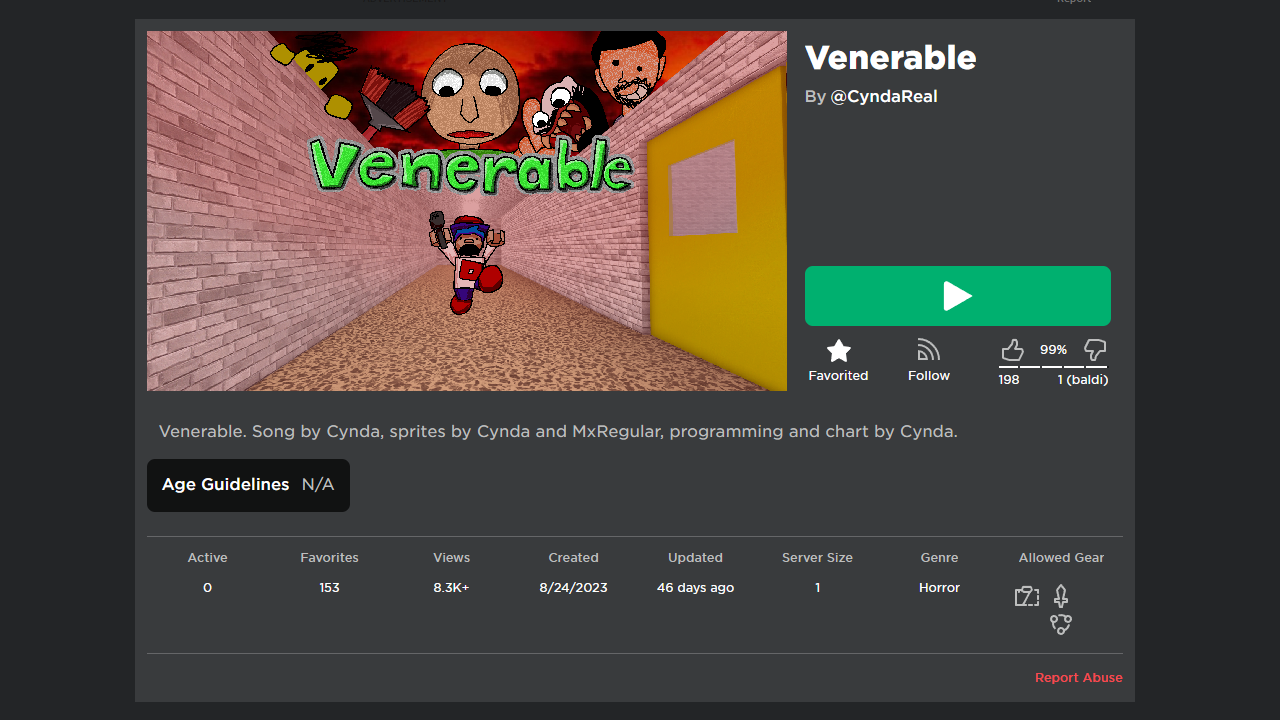 Report
Venerable
Venerable
By @CyndaReal
Favorited
Follow
99%
198
1 (baldi)
Venerable. Song by Cynda, sprites by Cynda and MxRegular, programming and chart by Cynda.
Age Guidelines N/A
Active Favorites Views Created Updated Server Size Genre Allowed Gear
0 153 8.3K+ 8/24/2023 46 days ago 1 Horror
Report Abuse